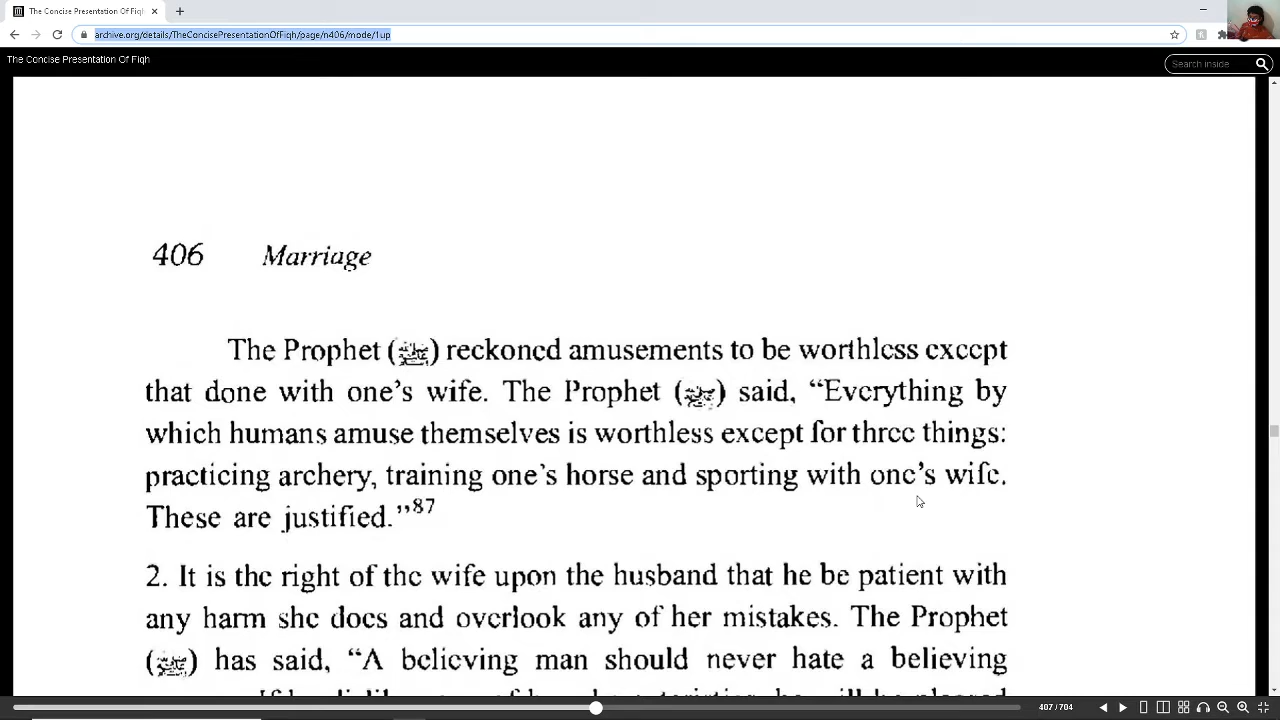 The Concise Presentation Of Fiqh
archive.org/details/TheConcisePresentationOfFiqh/page/n406/mode/1up
The Concise Presentation Of Fiqh
Search inside
406 Marriage
The Prophet (ﷺ) reckoned amusements to be worthless except
that done with one's wife. The Prophet (ﷺ) said, “Everything by
which humans amuse themselves is worthless except for three things:
practicing archery, training one's horse and sporting with one's wife.
These are justified.”87
2. It is the right of the wife upon the husband that he be patient with
any harm she does and overlook any of her mistakes. The Prophet
(ﷺ) has said, “A believing man should never hate a believing
407 / 704